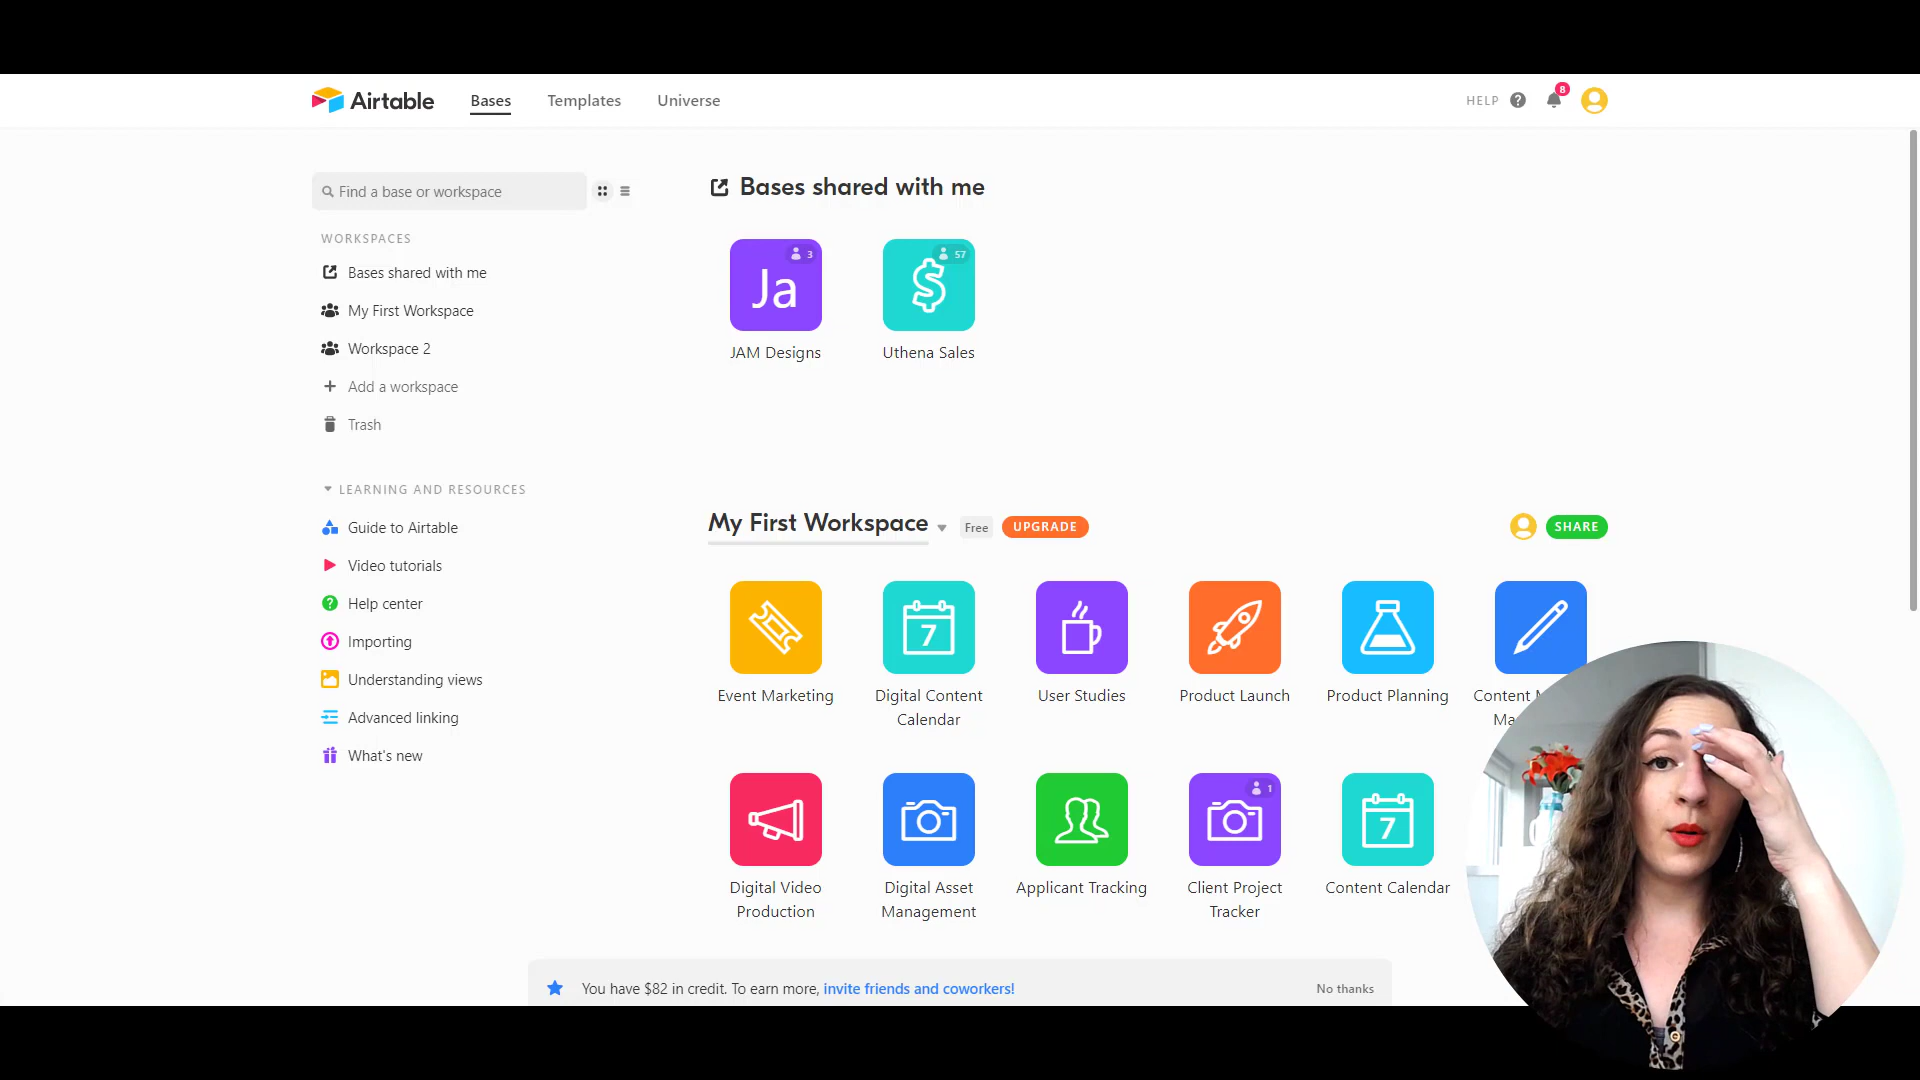 Airtable
Bases
Templates
Universe
HELP
8
Find a base or workspace
WORKSPACES
Bases shared with me
My First Workspace
Workspace 2
Add a workspace
Trash
LEARNING AND RESOURCES
Guide to Airtable
Video tutorials
Help center
Importing
Understanding views
Advanced linking
What's new
Bases shared with me
3
Ja
JAM Designs
57
$
Uthena Sales
My First Workspace
Free
UPGRADE
SHARE
Event Marketing
7
Digital Content
Calendar
User Studies
Product Launch
Product Planning
Content
Digital Video
Production
Digital Asset
Management
Applicant Tracking
1
Client Project
Tracker
7
Content Calendar
You have $82 in credit. To earn more, invite friends and coworkers!
No thanks